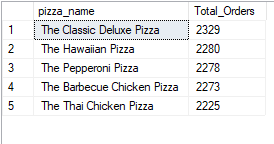 pizza_name Total_Orders
1 The Classic Deluxe Pizza 2329
2 The Hawaiian Pizza 2280
3 The Pepperoni Pizza 2278
4 The Barbecue Chicken Pizza 2273
5 The Thai Chicken Pizza 2225